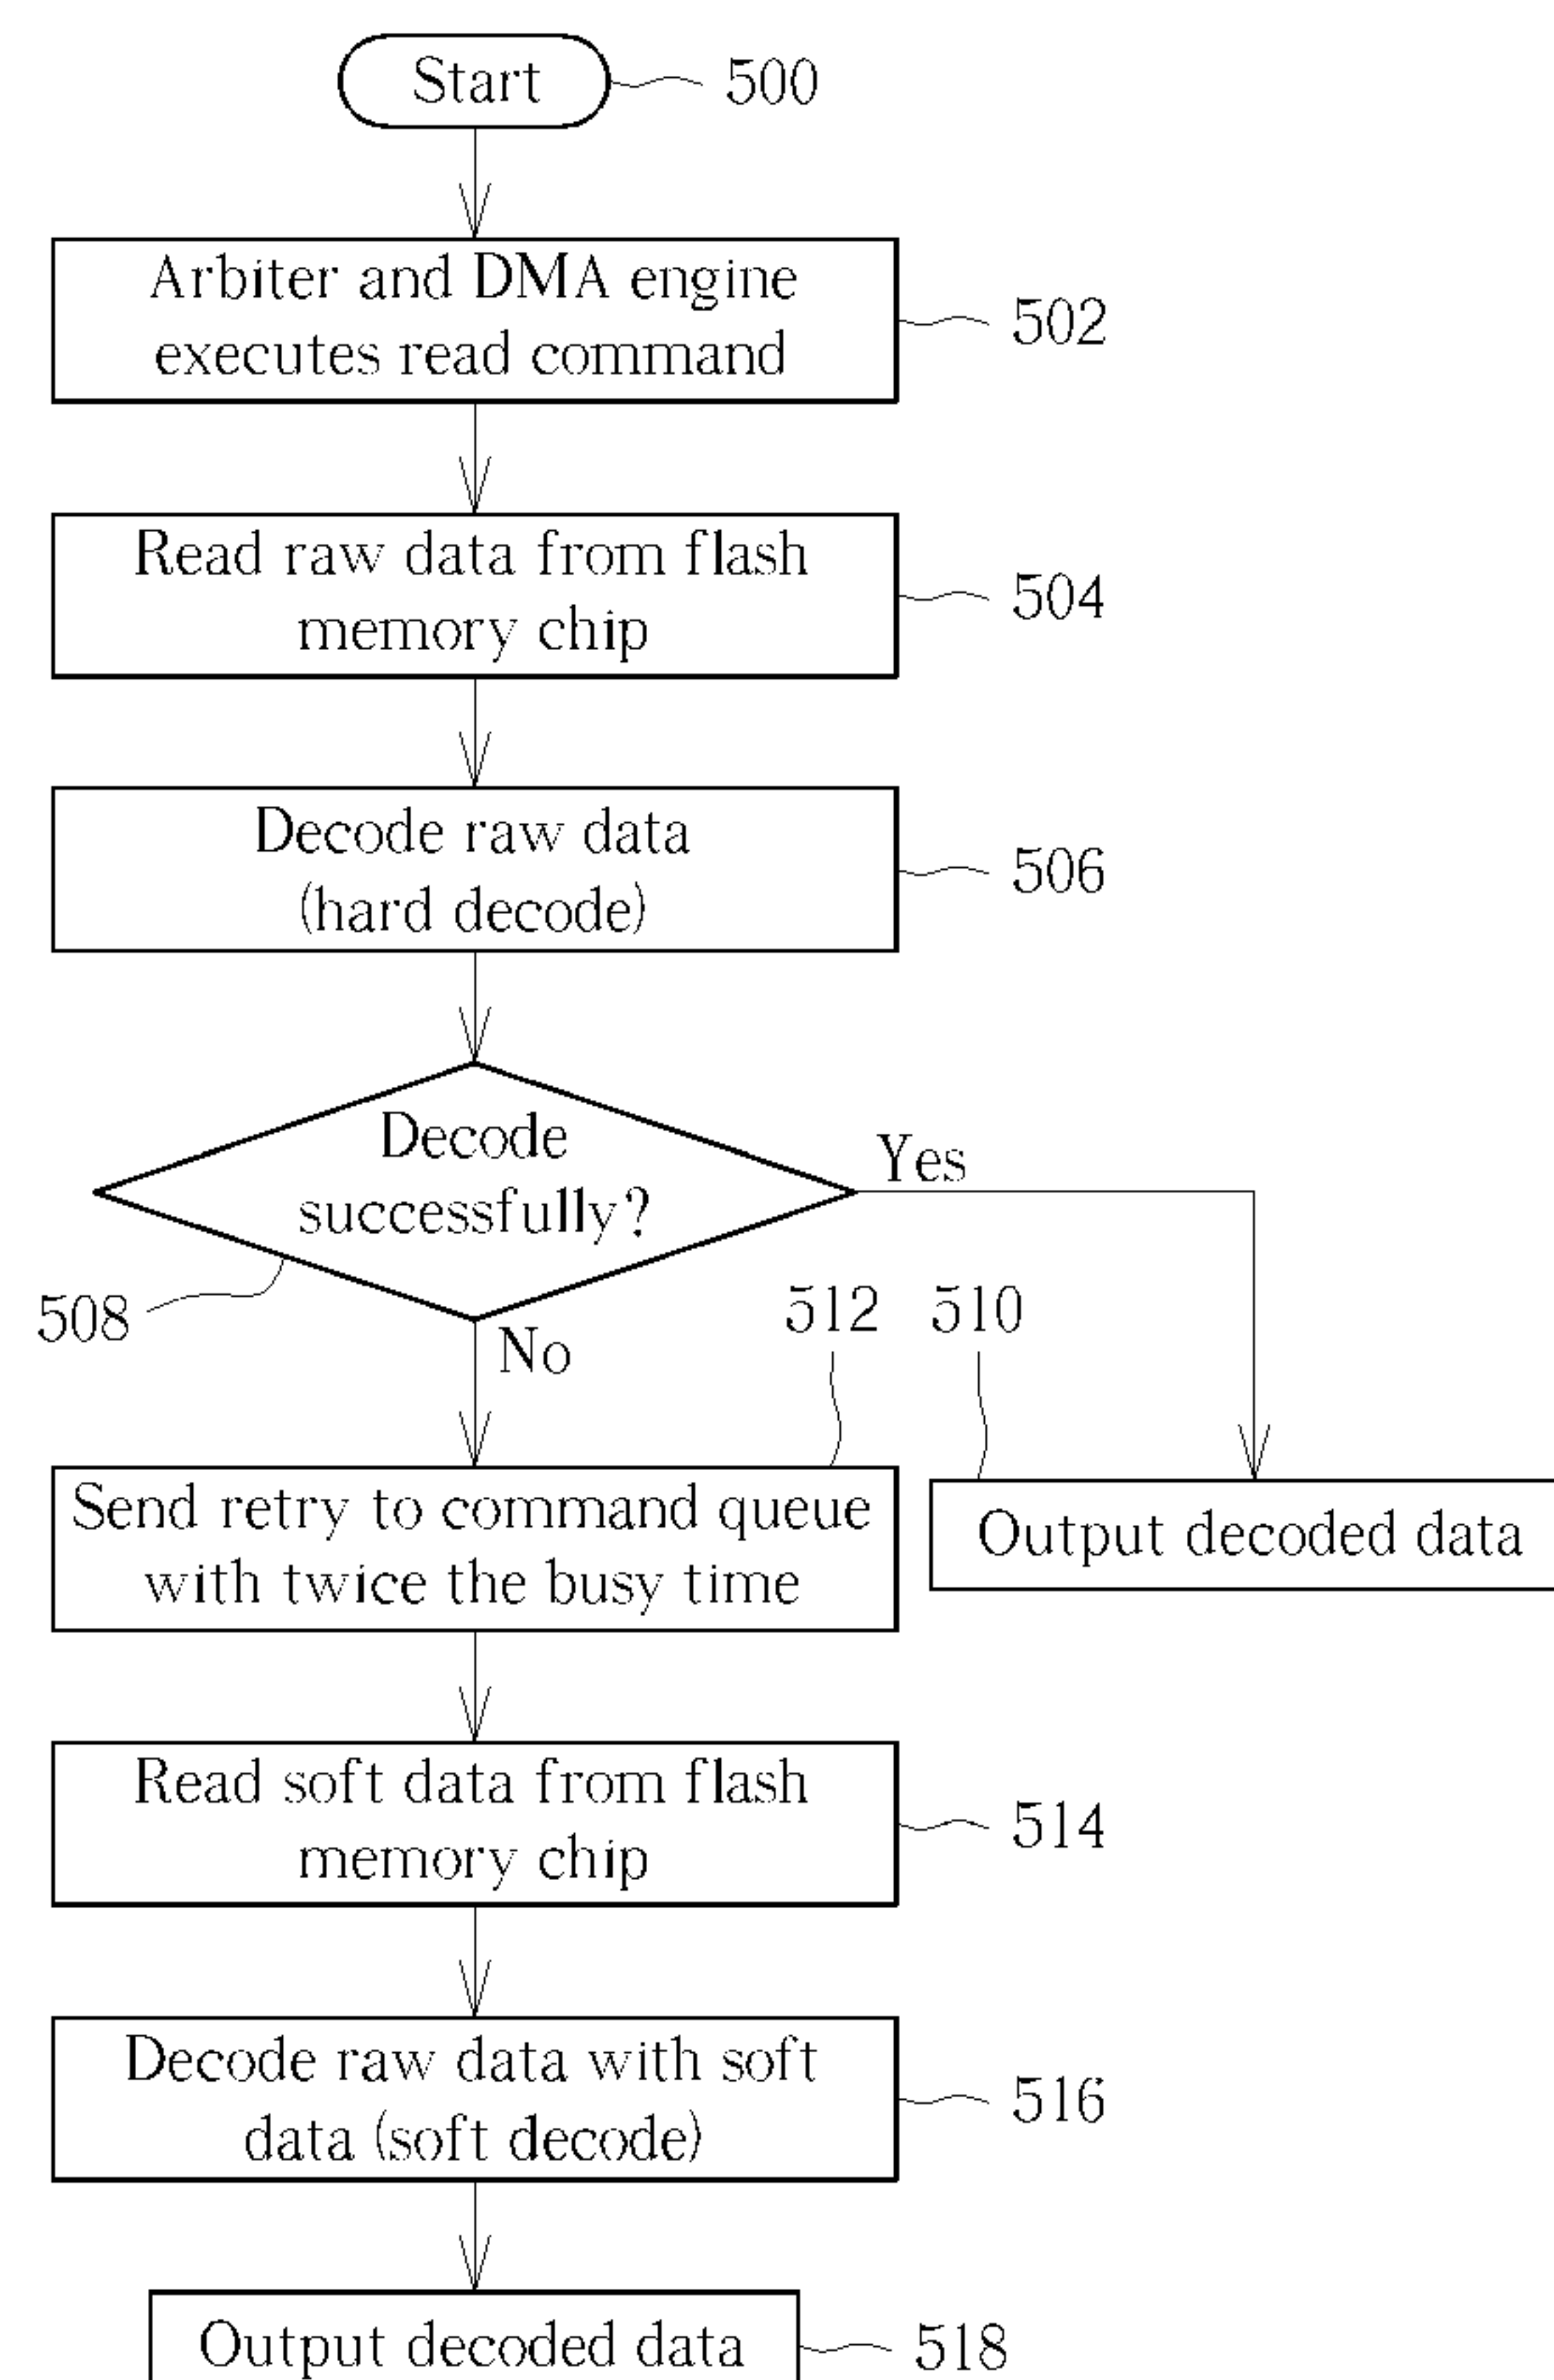 Start
500
Arbiter and DMA engine
executes read command
502
Read raw data from flash
memory chip
504
Decode raw data
(hard decode)
506
Decode
successfully?
Yes
508
No
512
510
Send retry to command queue
with twice the busy time
Output decoded data
Read soft data from flash
memory chip
514
Decode raw data with soft
data (soft decode)
516
Output decoded data
518